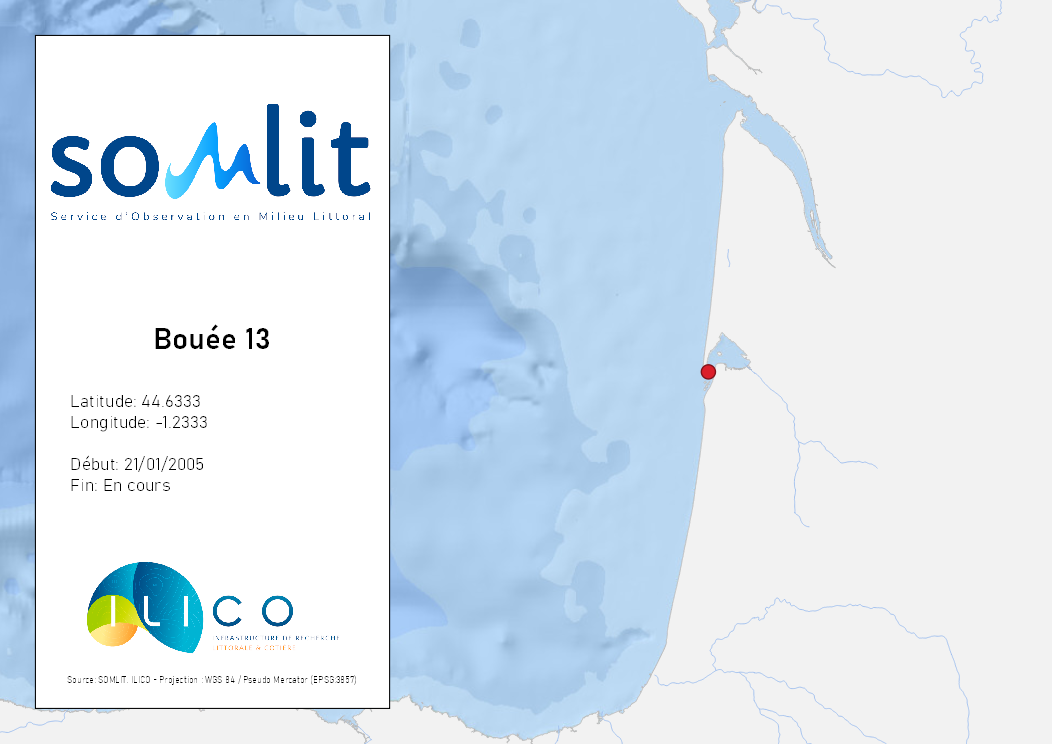 somlit
Service d'Observation en Milieu Littoral
Bouée 13
Latitude: 44.6333
Longitude: -1.2333
Début: 21/01/2005
Fin: En cours
ILICO
INFRASTRUCTURE DE RECHERCHE
LITTORALE & CÔTIÈRE
Source: SOMLIT, ILICO - Projection : WGS 84 / Pseudo Mercator (EPSG:3857)